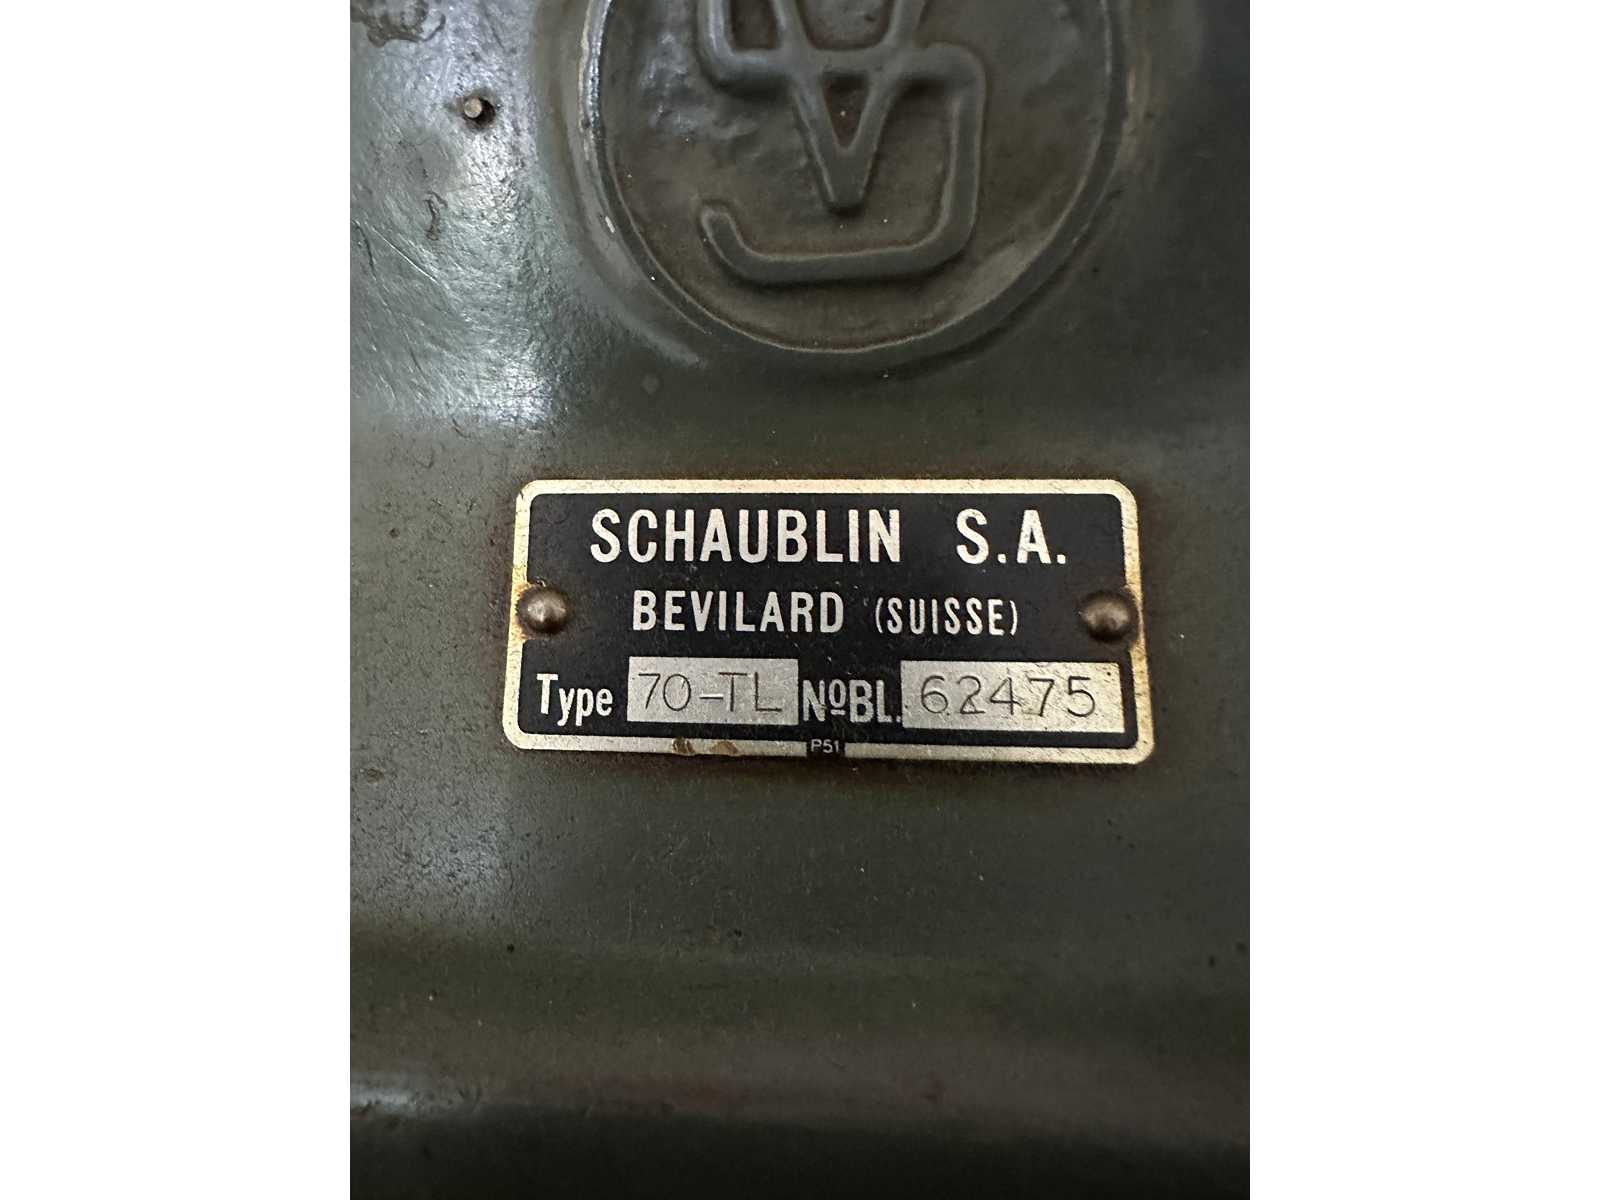 SCHAUBLIN S.A.
BEVILARD (SUISSE)
Type 70-TL NoBL. 62475
P51